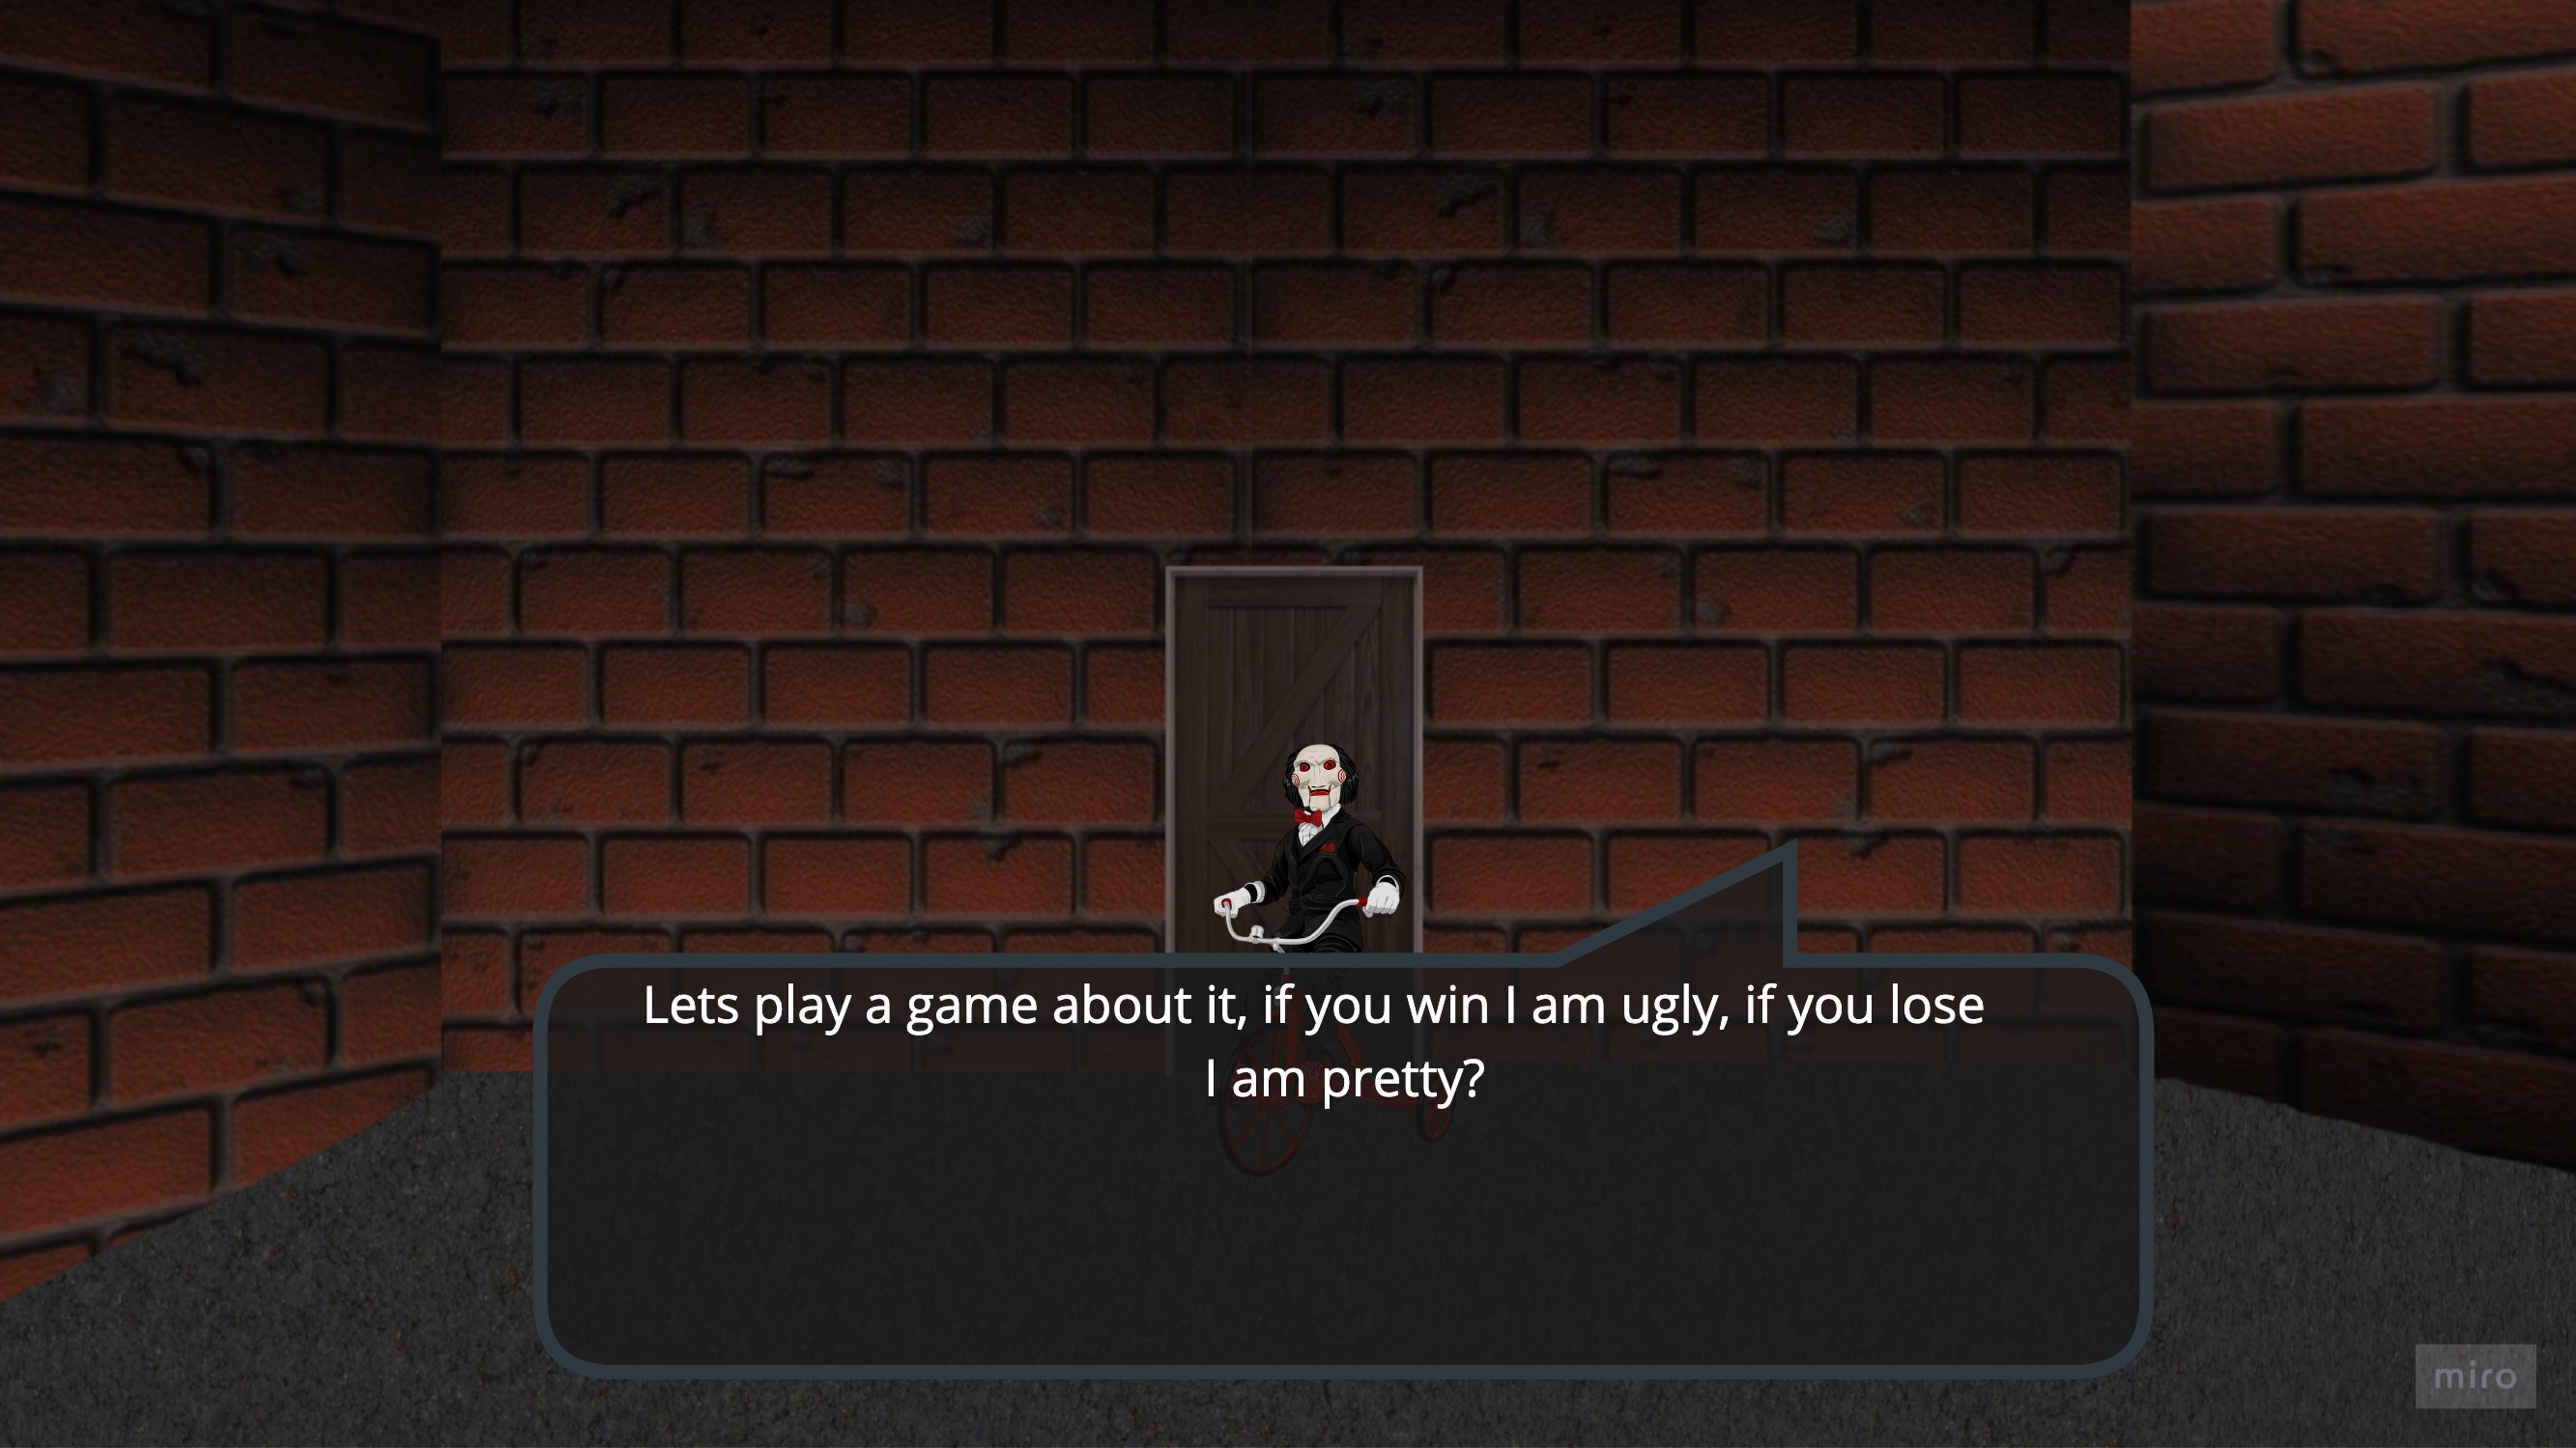 Lets play a game about it, if you win I am ugly, if you lose
I am pretty?
miro